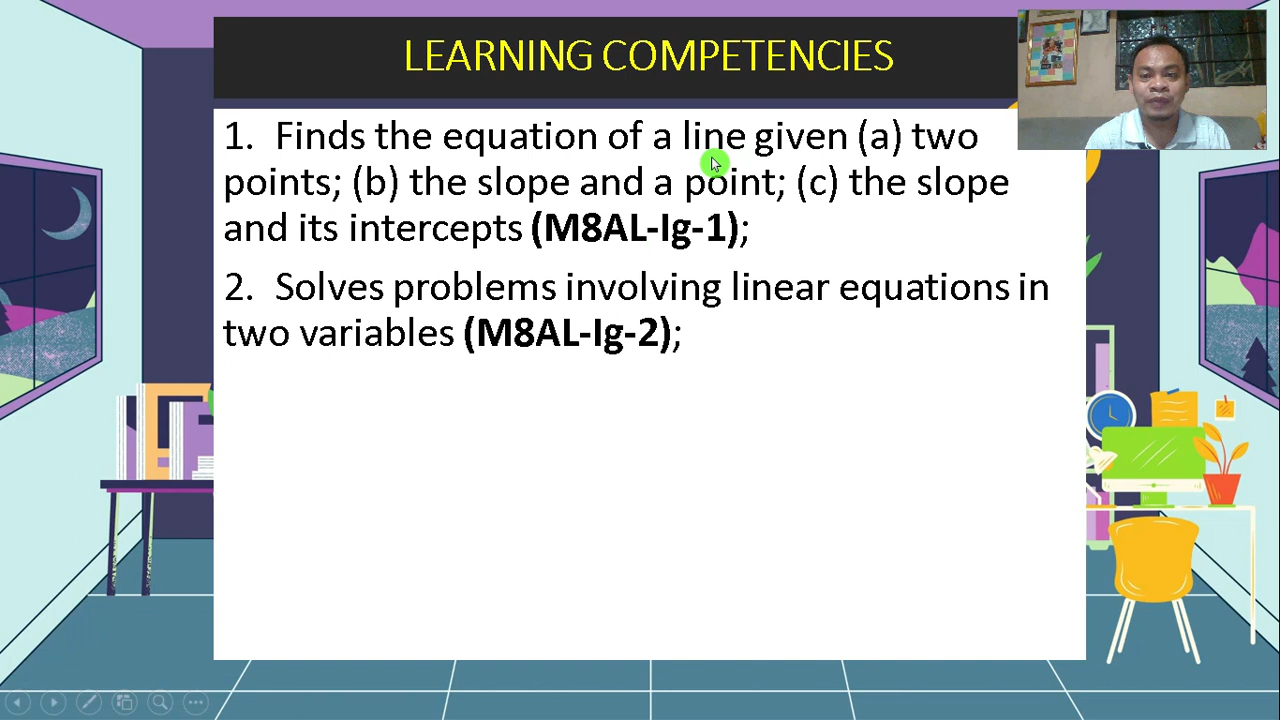 LEARNING COMPETENCIES
1. Finds the equation of a line given (a) two
points; (b) the slope and a point; (c) the slope
and its intercepts (M8AL-Ig-1);
2. Solves problems involving linear equations in
two variables (M8AL-Ig-2);